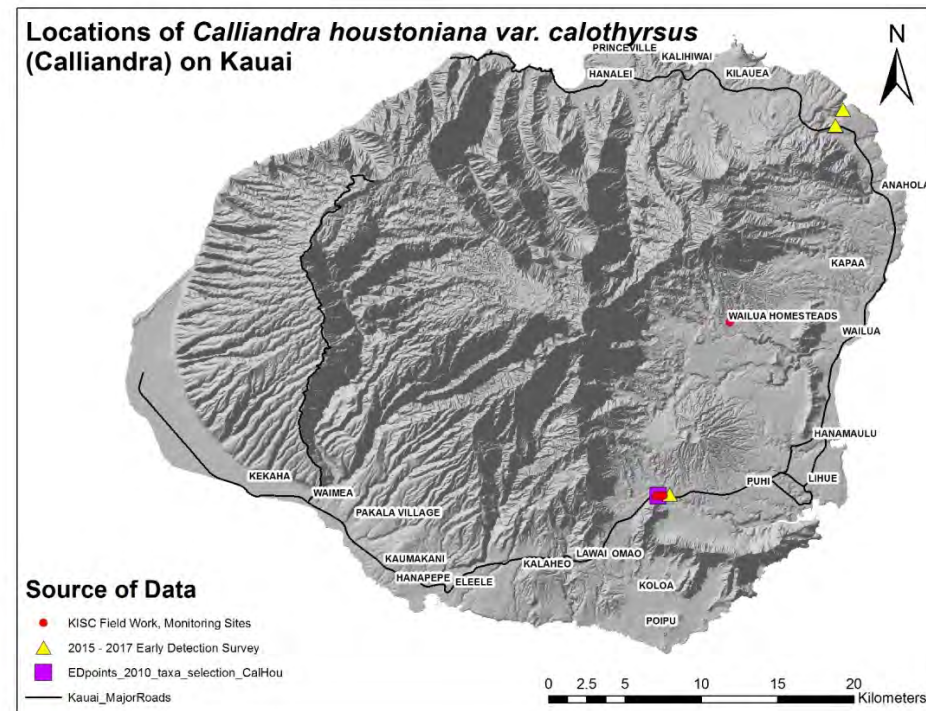 Locations of Calliandra houstoniana var. calothyrsus
(Calliandra) on Kauai
N
PRINCEVILLE
KALIHIWAI
HANALEI
KILAUEA
ANAHOLA
KAPAA
WAILUA HOMESTEADS
WAILUA
HANAMAULU
LIHUE
PUHI
KEKAHA
WAIMEA
PAKALA VILLAGE
KAUMAKANI
HANAPEPE
ELEELE
KALAHEO
LAWAI
OMAO
KOLOA
POIPU
Source of Data
KISC Field Work, Monitoring Sites
2015 - 2017 Early Detection Survey
EDpoints_2010_taxa_selection_CalHou
Kauai_MajorRoads
0 2.5 5 10 15 20
Kilometers